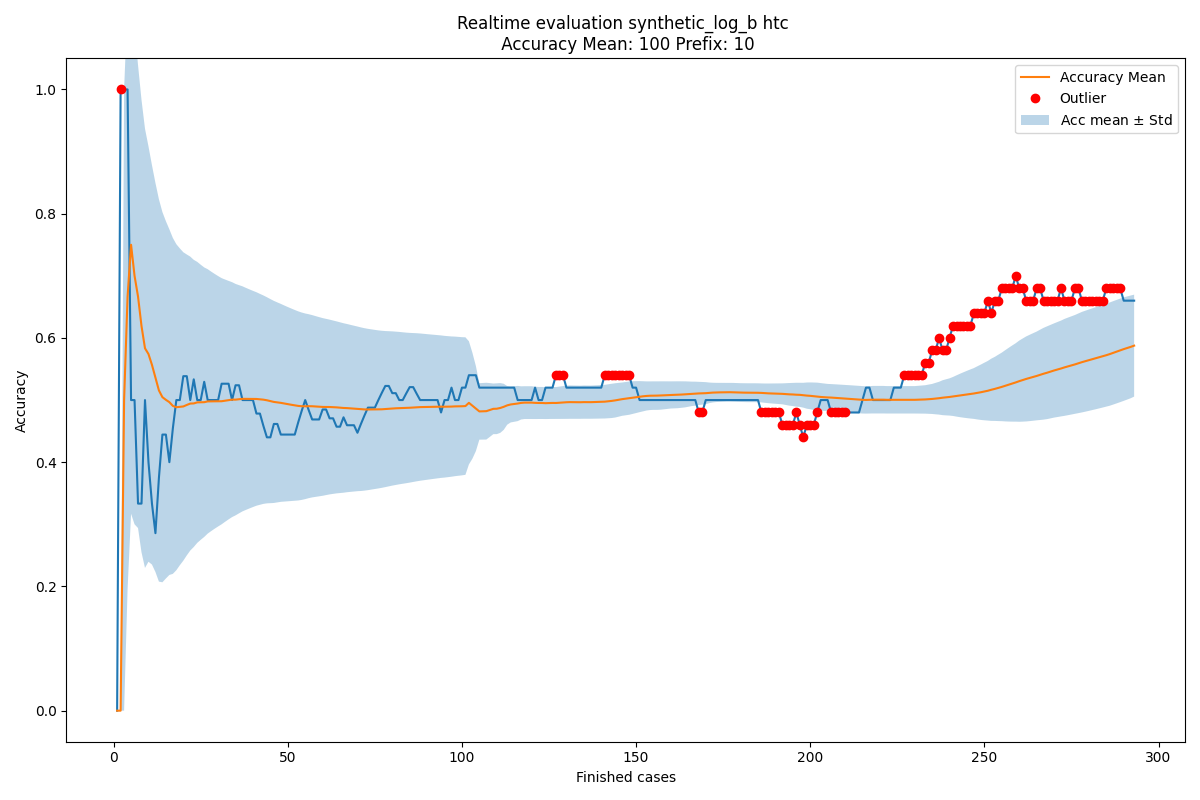 Realtime evaluation synthetic_log_b htc
Accuracy Mean: 100 Prefix: 10
Accuracy Mean
Outlier
Acc mean ± Std
Accuracy
1.0
0.8
0.6
0.4
0.2
0.0
0 50 100 150 200 250 300
Finished cases